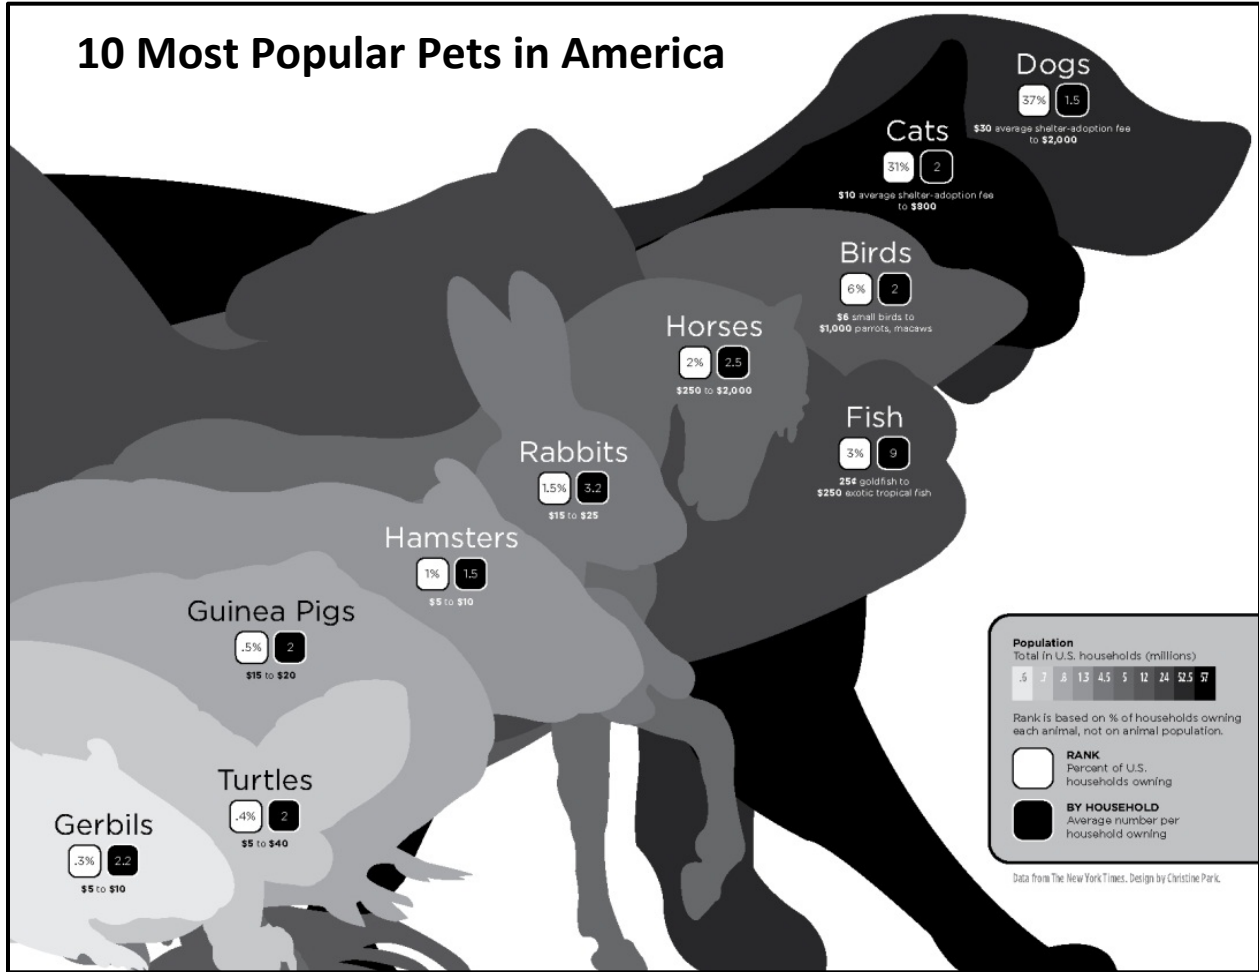 10 Most Popular Pets in America
Dogs
37% 1.5
$30 average shelter-adoption fee
to $2,000
Cats
31% 2
$10 average shelter-adoption fee
to $800
Birds
6% 2
$6 small birds to
$1,000 parrots, macaws
Horses
2% 2.5
$250 to $2,000
Fish
3% 9
25¢ goldfish to
$250 exotic tropical fish
Rabbits
1.5% 3.2
$15 to $25
Hamsters
1% 1.5
$5 to $10
Guinea Pigs
.5% 2
$15 to $20
Turtles
.4% 2
$5 to $40
Gerbils
.3% 2.2
$5 to $10
Population
Total in U.S. households (millions)
.6 .7 .8 1.3 4.5 5 12 24 52.5 57
Rank is based on % of households owning
each animal, not on animal population.
RANK
Percent of U.S.
households owning
BY HOUSEHOLD
Average number per
household owning
Data from The New York Times. Design by Christine Park.